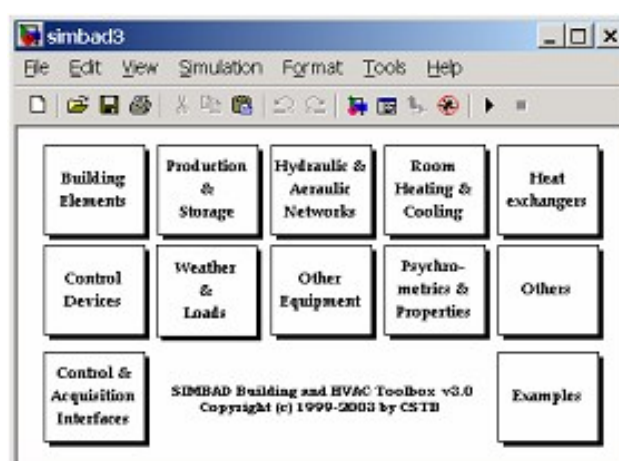 simbad3
File Edit View Simulation Format Tools Help
Building
Elements
Production
&
Storage
Hydraulic &
Aeraulic
Networks
Room
Heating &
Cooling
Heat
exchangers
Control
Devices
Weather
&
Loads
Other
Equipment
Psychro-
metrics &
Properties
Others
Control &
Acquisition
Interfaces
SIMBAD Building and HVAC Toolbox v3.0
Copyright (c) 1999-2003 by CSTB
Examples